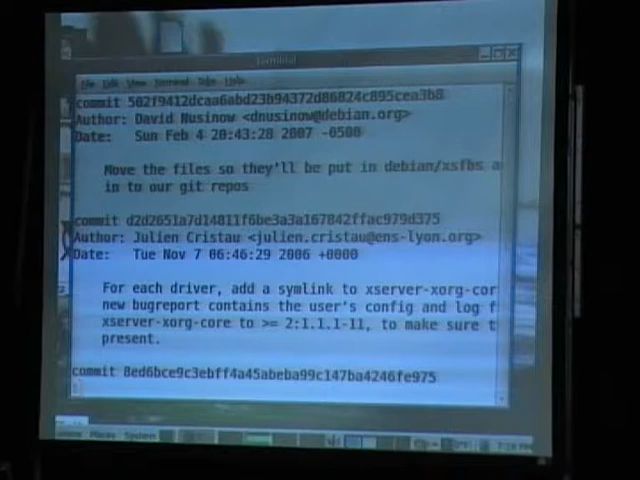 Terminal
File Edit View Terminal Tabs Help
commit 502f9412dcaa6abd23b94372d86824c895cea3b8
Author: David Nusinow <dnusinow@debian.org>
Date: Sun Feb 4 20:43:28 2007 -0500
Move the files so they'll be put in debian/xsfbs a
in to our git repos
commit d2d2651a7d14811f6be3a3a167842ffac979d375
Author: Julien Cristau <julien.cristau@ens-lyon.org>
Date: Tue Nov 7 06:46:29 2006 +0000
For each driver, add a symlink to xserver-xorg-cor
new bugreport contains the user's config and log f
xserver-xorg-core to >= 2:1.1.1-11, to make sure t
present.
commit 8ed6bce9c3ebff4a45abeba99c147ba4246fe975
:
Places System